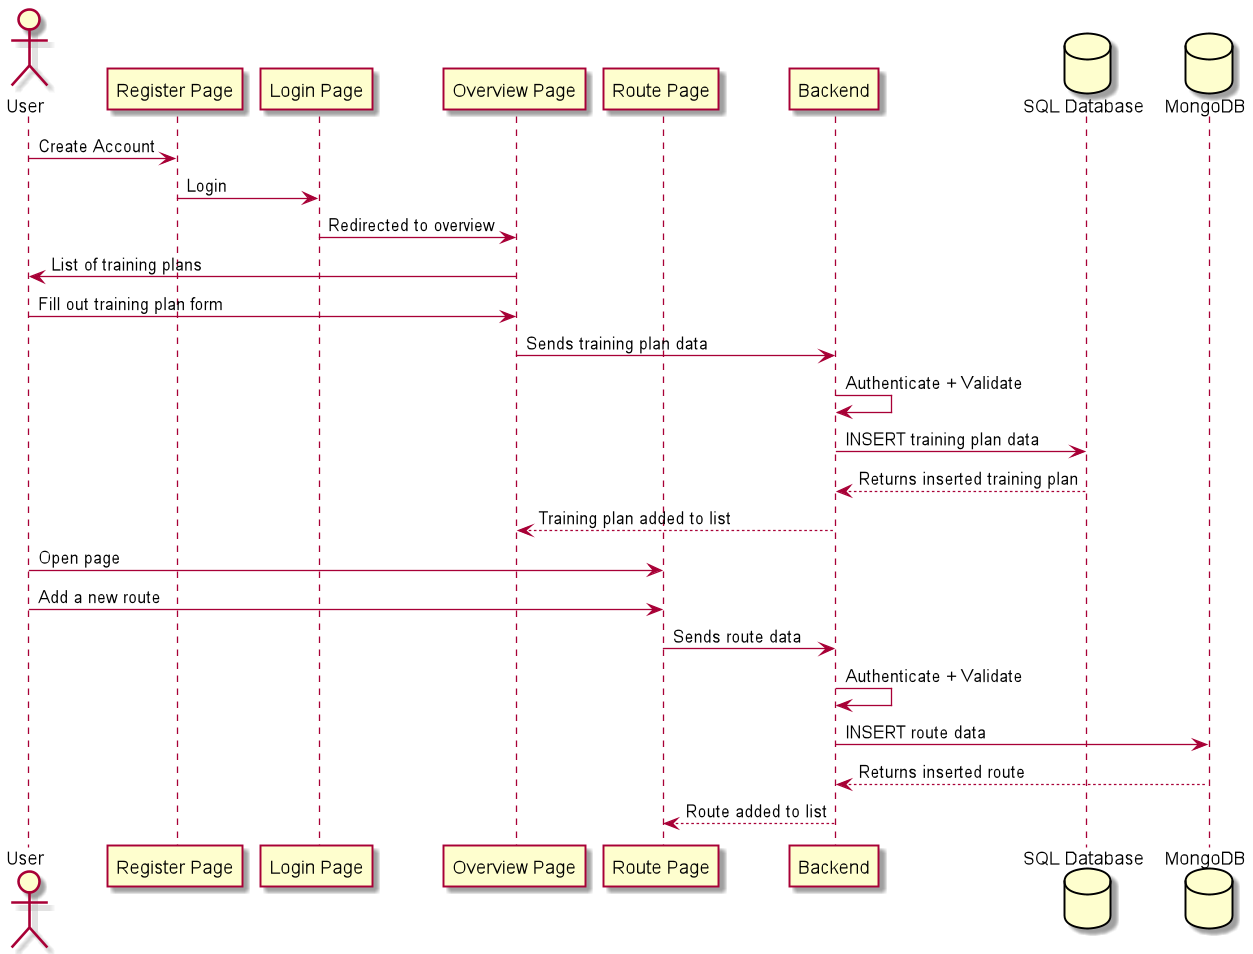 User
Register Page
Login Page
Overview Page
Route Page
Backend
SQL Database
MongoDB
Create Account
Login
Redirected to overview
List of training plans
Fill out training plan form
Sends training plan data
Authenticate + Validate
INSERT training plan data
Returns inserted training plan
Training plan added to list
Open page
Add a new route
Sends route data
Authenticate + Validate
INSERT route data
Returns inserted route
Route added to list
User
Register Page
Login Page
Overview Page
Route Page
Backend
SQL Database
MongoDB